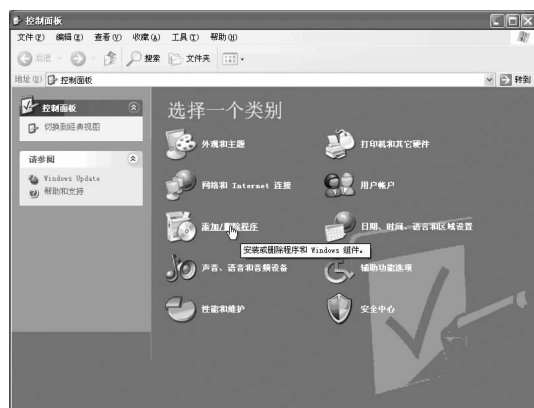 控制面板
文件(F) 编辑(E) 查看(V) 收藏(A) 工具(T) 帮助(H)
后退 搜索 文件夹
地址(D) 控制面板 转到
控制面板
切换到经典视图
请参阅
Windows Update
帮助和支持
选择一个类别
外观和主题
打印机和其它硬件
网络和 Internet 连接
用户帐户
添加/删除程序
日期、时间、语言和区域设置
安装或删除程序和 Windows 组件。
声音、语音和音频设备
辅助功能选项
性能和维护
安全中心